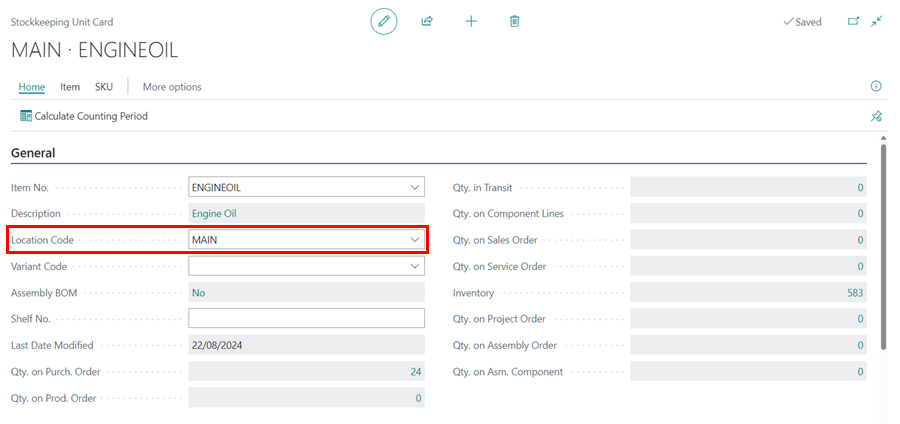 Stockkeeping Unit Card
Saved
MAIN · ENGINEOIL
Home Item SKU More options
Calculate Counting Period
General
Item No. ENGINEOIL
Description Engine Oil
Location Code MAIN
Variant Code
Assembly BOM No
Shelf No.
Last Date Modified 22/08/2024
Qty. on Purch. Order 24
Qty. on Prod. Order 0
Qty. in Transit 0
Qty. on Component Lines 0
Qty. on Sales Order 0
Qty. on Service Order 0
Inventory 583
Qty. on Project Order 0
Qty. on Assembly Order 0
Qty. on Asm. Component 0